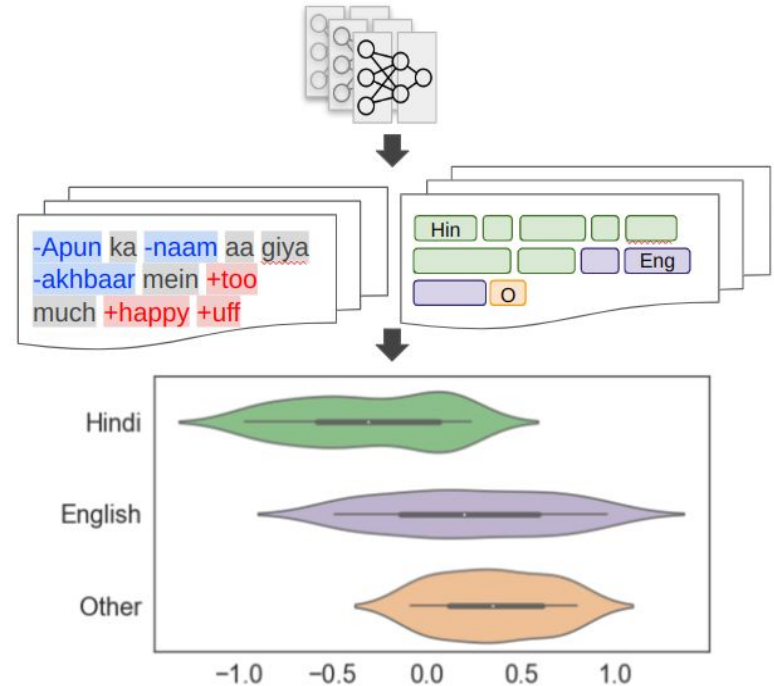 -Apun ka -naam aa giya
-akhbaar mein +too
much +happy +uff
Hin
Eng
O
Hindi
English
Other
−1.0 −0.5 0.0 0.5 1.0